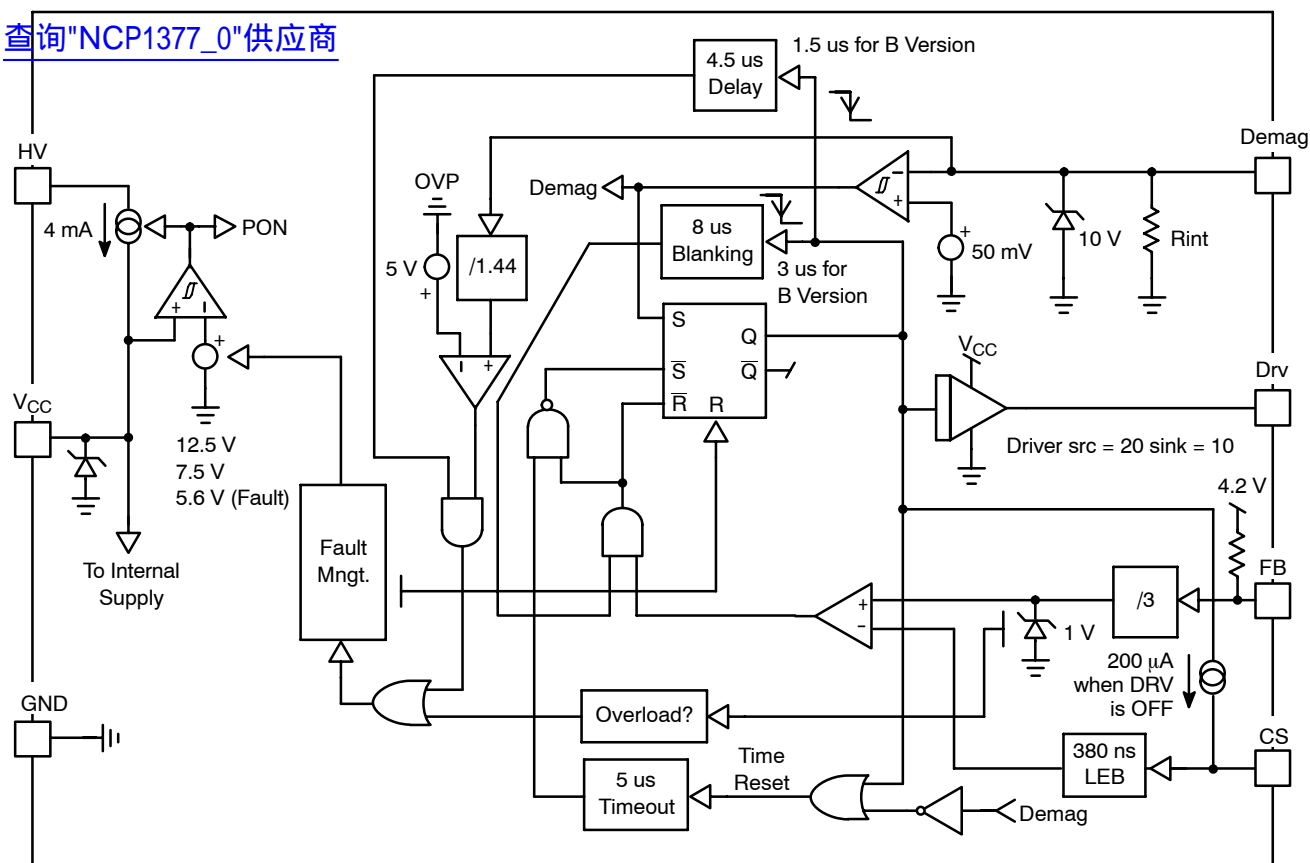 查询"NCP1377_0"供应商
4.5 us
Delay
1.5 us for B Version
HV
Demag
OVP
Demag
4 mA
PON
8 us
Blanking
–
+
+
50 mV
10 V
Rint
5 V
+
/1.44
3 us for
B Version
+
–
+
S
Q
VCC
–
+
S
Q
R
R
Drv
VCC
12.5 V
7.5 V
5.6 V (Fault)
Driver src = 20 sink = 10
4.2 V
Fault
Mngt.
To Internal
Supply
FB
+
–
/3
1 V
200 μA
when DRV
is OFF
GND
Overload?
CS
380 ns
LEB
Time
Reset
5 us
Timeout
Demag